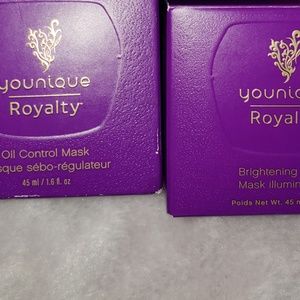 younique
Royalty
Oil Control Mask
sque sébo-régulateur
45 ml / 1.6 fl. oz
younique
Royal
Brightening
Mask Illumin
Poids Net Wt. 45 m